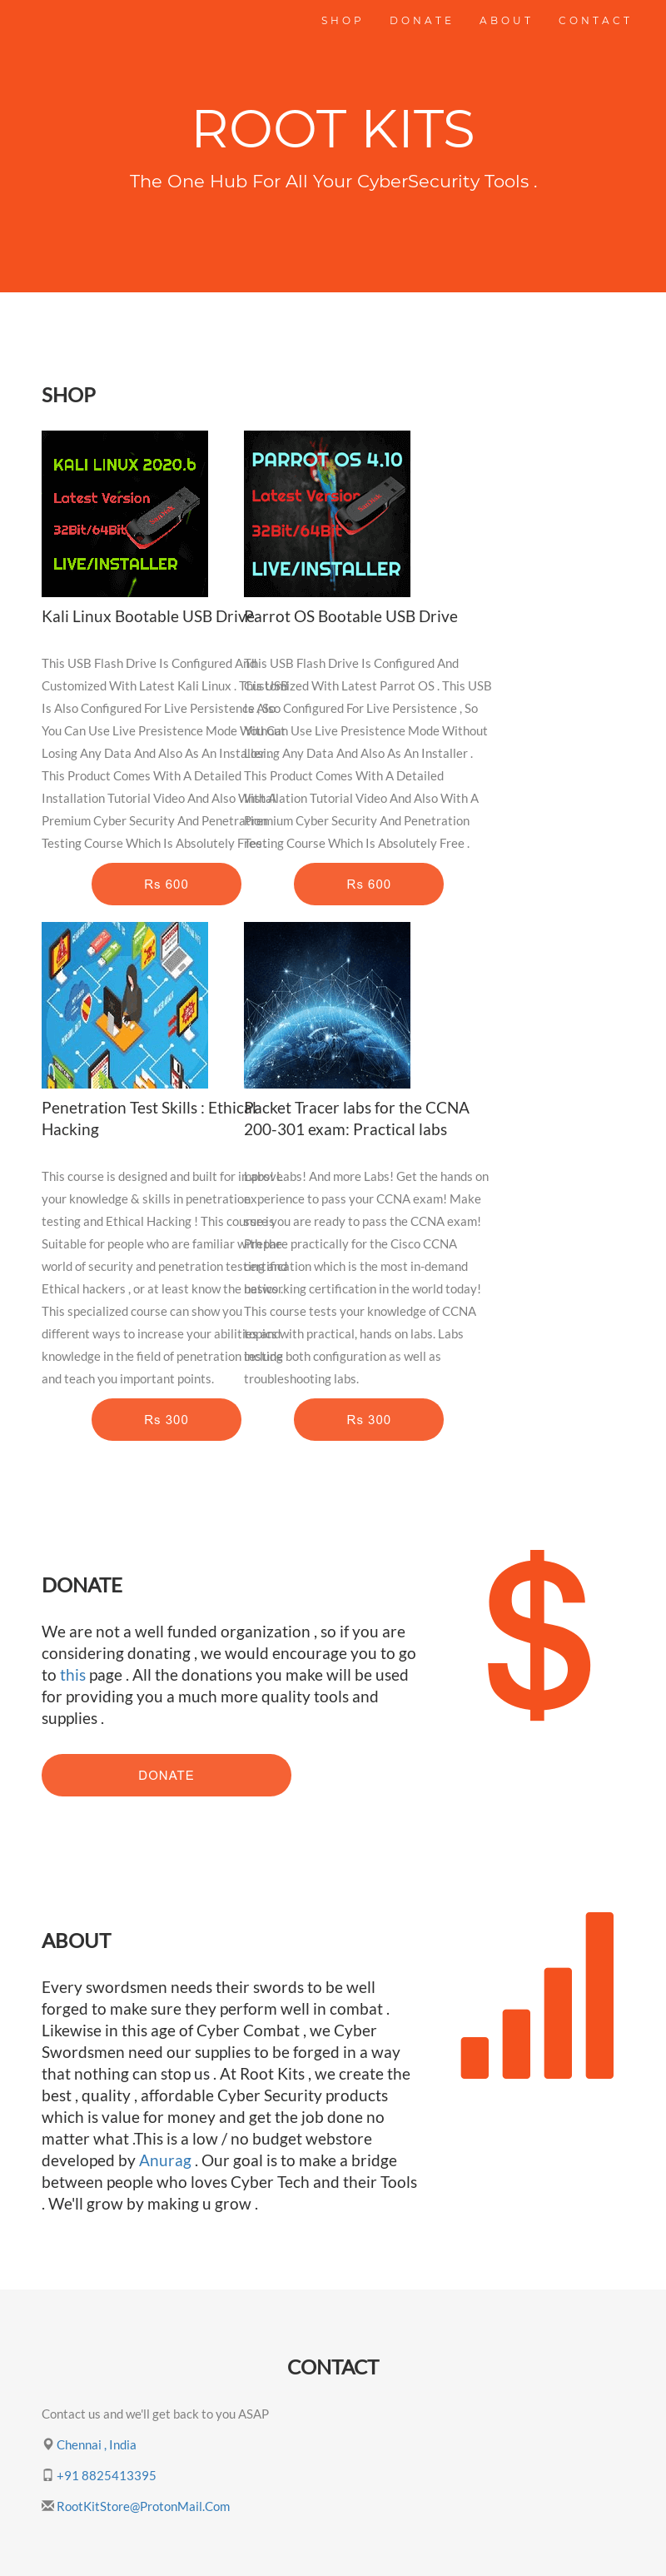 SHOP DONATE ABOUT CONTACT
ROOT KITS
The One Hub For All Your CyberSecurity Tools .
SHOP
KALI LINUX 2020.b
Latest Version
32Bit/64Bit
LIVE/INSTALLER
Kali Linux Bootable USB Drive
This USB Flash Drive Is Configured And
Customized With Latest Kali Linux . This USB
Is Also Configured For Live Persistence , So
You Can Use Live Presistence Mode Without
Losing Any Data And Also As An Installer .
This Product Comes With A Detailed
Installation Tutorial Video And Also With A
Premium Cyber Security And Penetration
Testing Course Which Is Absolutely Free .
Rs 600
PARROT OS 4.10
Latest Version
32Bit/64Bit
LIVE/INSTALLER
Parrot OS Bootable USB Drive
This USB Flash Drive Is Configured And
Customized With Latest Parrot OS . This USB
Is Also Configured For Live Persistence , So
You Can Use Live Presistence Mode Without
Losing Any Data And Also As An Installer .
This Product Comes With A Detailed
Installation Tutorial Video And Also With A
Premium Cyber Security And Penetration
Testing Course Which Is Absolutely Free .
Rs 600
Penetration Test Skills : Ethical
Hacking
This course is designed and built for improve
your knowledge & skills in penetration
testing and Ethical Hacking ! This course is
Suitable for people who are familiar with the
world of security and penetration testing and
Ethical hackers , or at least know the basics .
This specialized course can show you
different ways to increase your abilities and
knowledge in the field of penetration testing
and teach you important points.
Rs 300
Packet Tracer labs for the CCNA
200-301 exam: Practical labs
Labs! Labs! And more Labs! Get the hands on
experience to pass your CCNA exam! Make
sure you are ready to pass the CCNA exam!
Prepare practically for the Cisco CCNA
certification which is the most in-demand
networking certification in the world today!
This course tests your knowledge of CCNA
topics with practical, hands on labs. Labs
include both configuration as well as
troubleshooting labs.
Rs 300
DONATE
We are not a well funded organization , so if you are
considering donating , we would encourage you to go
to this page . All the donations you make will be used
for providing you a much more quality tools and
supplies .
$
DONATE
ABOUT
Every swordsmen needs their swords to be well
forged to make sure they perform well in combat .
Likewise in this age of Cyber Combat , we Cyber
Swordsmen need our supplies to be forged in a way
that nothing can stop us . At Root Kits , we create the
best , quality , affordable Cyber Security products
which is value for money and get the job done no
matter what .This is a low / no budget webstore
developed by Anurag . Our goal is to make a bridge
between people who loves Cyber Tech and their Tools
. We'll grow by making u grow .
CONTACT
Contact us and we'll get back to you ASAP
Chennai , India
+91 8825413395
RootKitStore@ProtonMail.Com